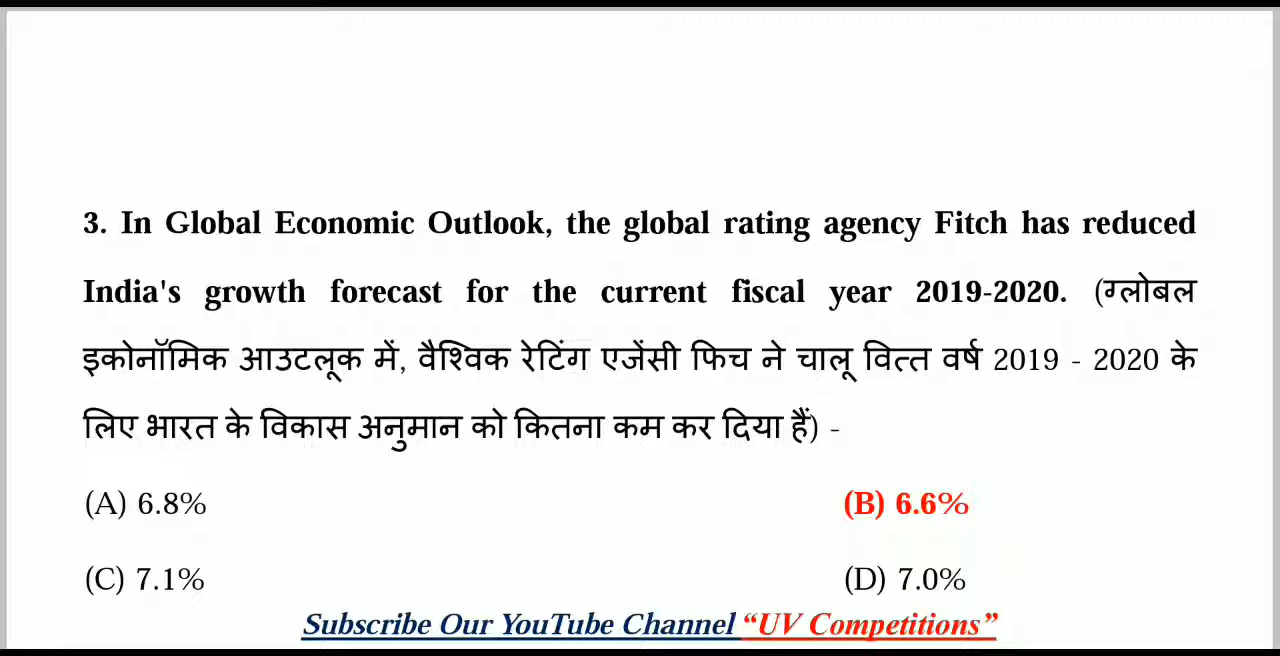 3. In Global Economic Outlook, the global rating agency Fitch has reduced
India's growth forecast for the current fiscal year 2019-2020. (ग्लोबल
इकोनॉमिक आउटलूक में, वैश्विक रेटिंग एजेंसी फिच ने चालू वित्त वर्ष 2019 - 2020 के
लिए भारत के विकास अनुमान को कितना कम कर दिया हैं) -
(A) 6.8% (B) 6.6%
(C) 7.1% (D) 7.0%
Subscribe Our YouTube Channel “UV Competitions”